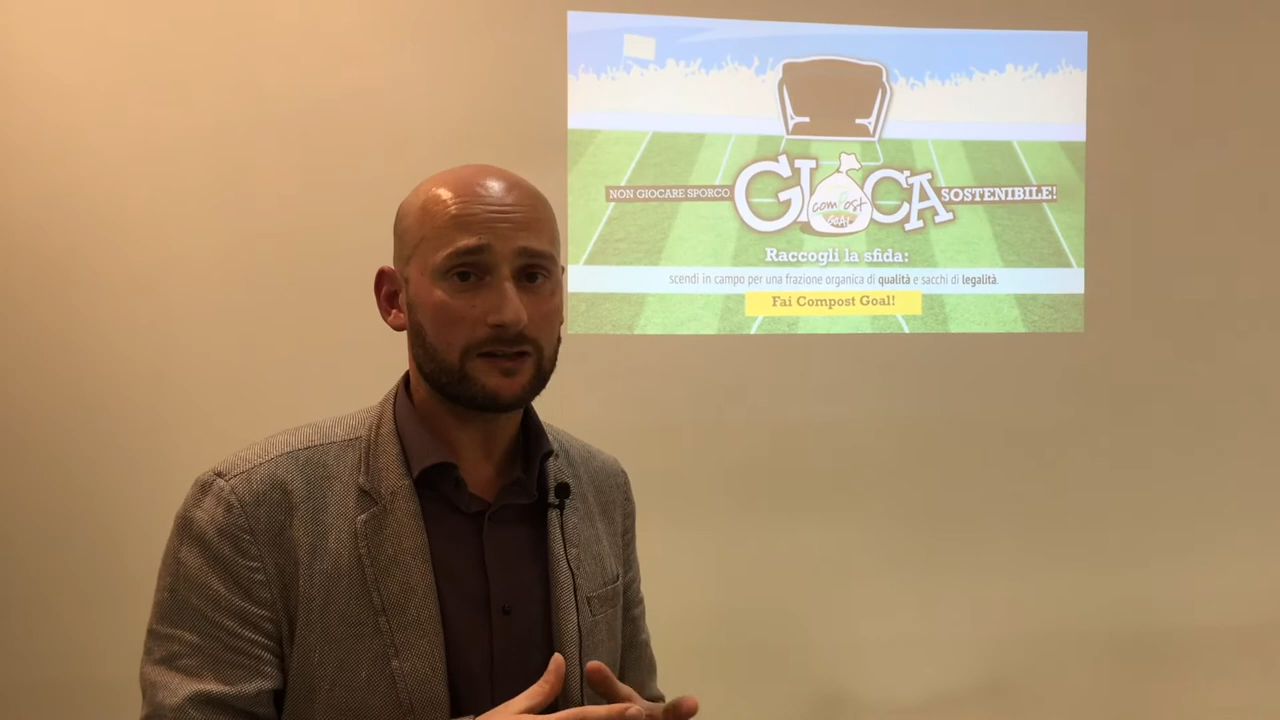 NON GIOCARE SPORCO GIOCA SOSTENIBILE!
comPost
GOAL
Raccogli la sfida:
scendi in campo per una frazione organica di qualità e sacchi di legalità.
Fai Compost Goal!